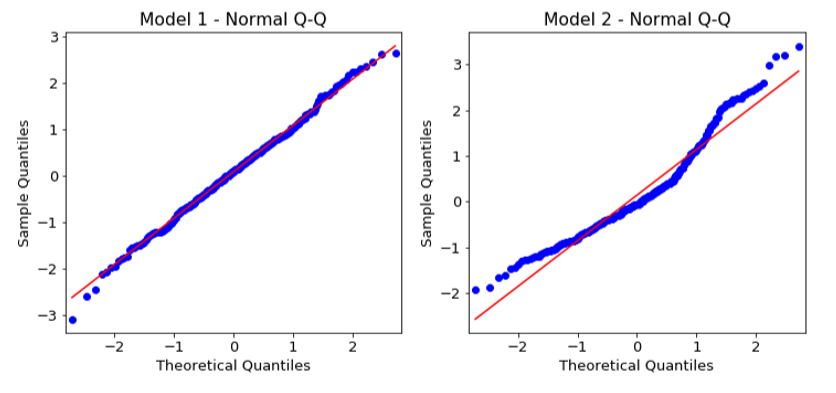 Model 1 - Normal Q-Q
3
2
1
0
−1
−2
−3
Sample Quantiles
−2 −1 0 1 2
Theoretical Quantiles
Model 2 - Normal Q-Q
3
2
1
0
−1
−2
Sample Quantiles
−2 −1 0 1 2
Theoretical Quantiles